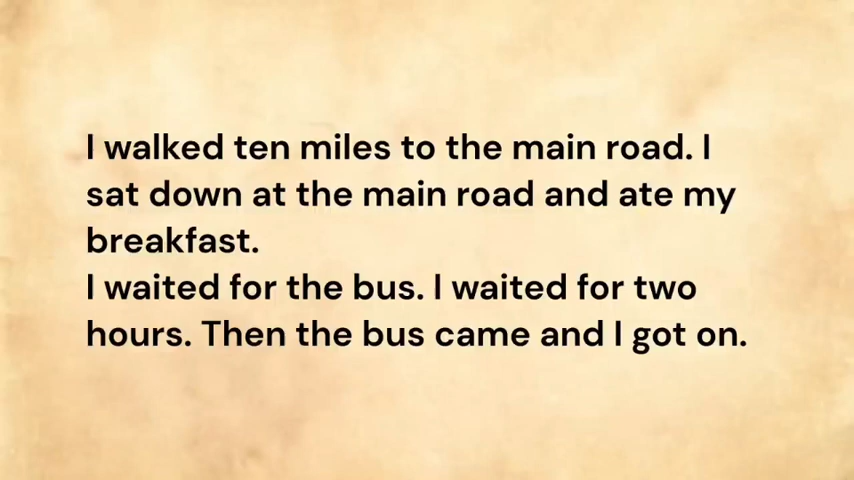 I walked ten miles to the main road. I
sat down at the main road and ate my
breakfast.
I waited for the bus. I waited for two
hours. Then the bus came and I got on.